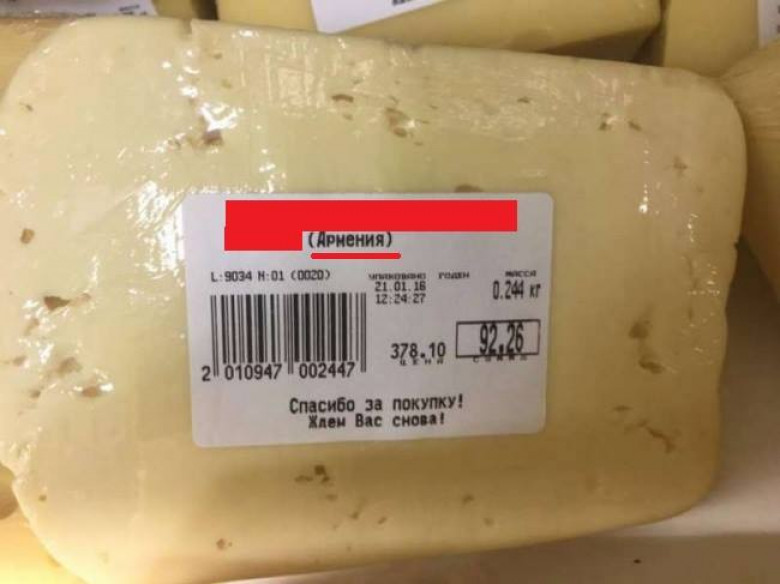 (Армения)
L:9034 М:01 (0020)
упаковано годен масса
21.01.16
12:24:27
0.244 кг
378.10 92.26
цена сумма
2 010947 002447
Спасибо за покупку!
Ждем Вас снова!